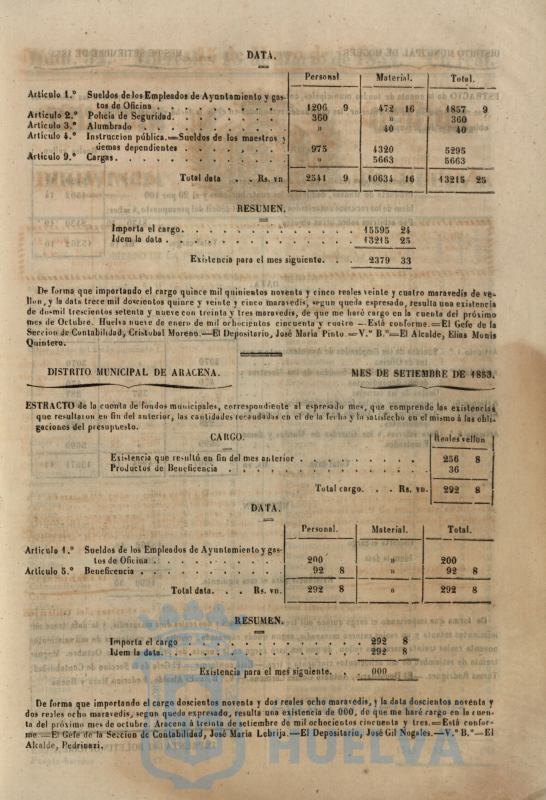 DATA.
Personal. Material. Total.
Artículo 1.° Sueldos de los Empleados de Ayuntamiento y gas-
tos de Oficina . . . . . . . . . 1206 9 472 16 1857 9
Artículo 2.° Policia de Seguridad. . . . . . . . . 360 » 360
Artículo 3.° Alumbrado . . . . . . . . . » 40 40
Artículo 4.° Instruccion pública.—Sueldos de los maestros y
demas dependientes . . . . . . . . 975 4320 5295
Artículo 9.° Cargas. . . . . . . . . » 5663 5663
Total data . . Rs. vn 2541 9 10634 16 13215 25
RESUMEN.
Importa el cargo. . . . . . . . . 15595 24
Idem la data . . . . . . . . . 13215 25
Existencia para el mes siguiente. . . 2379 33
De forma que importando el cargo quince mil quinientos noventa y cinco reales veinte y cuatro maravedís de ve-
llon, y la data trece mil doscientos quince y veinte y cinco maravedís, segun queda espresado, resulta una existencia
de dos mil trescientos setenta y nueve con treinta y tres maravedís, de que me haré cargo en la cuenta del próximo
mes de Octubre. Huelva nueve de enero de mil ochocientos cincuenta y cuatro —Está conforme.—El Gefe de la
Seccion de Contabilidad, Cristobal Moreno.—El Depositario, José María Pinto.—V.° B.°—El Alcalde, Elias Monis
Quintero.
DISTRITO MUNICIPAL DE ARACENA. MES DE SETIEMBRE DE 1853.
ESTRACTO de la cuenta de fondos municipales, correspondiente al espresado mes, que comprende las existencias
que resultaron en fin del anterior, las cantidades recaudadas en el de la fecha y lo satisfecho en el mismo á las obli-
gaciones del presupuesto.
CARGO. Reales vellon
Existencia que resultó en fin del mes anterior . . . . . . . 256 8
Productos de Beneficencia . . . . . . . . . 36
Total cargo. . . Rs. vn. 292 8
DATA.
Personal. Material. Total.
Artículo 1.° Sueldos de los Empleados de Ayuntamiento y gas-
tos de Oficina . . . . . . . . . 200 » 200
Artículo 5.° Beneficencia . . . . . . . . . 92 8 » 92 8
Total data. . . Rs. vn. 292 8 » 292 8
RESUMEN.
Importa el cargo . . . . . . . . . 292 8
Idem la data. . . . . . . . . 292 8
Existencia para el mes siguiente. . . 000
De forma que importando el cargo doscientos noventa y dos reales ocho maravedís, y la data doscientos noventa y
dos reales ocho maravedís, segun queda espresado, resulta una existencia de 000, de que me haré cargo en la cuen-
ta del próximo mes de octubre. Aracena á treinta de setiembre de mil ochocientos cincuenta y tres.—Está confor-
me.—El Gefe de la Seccion de Contabilidad, José María Lebrija.—El Depositario, José Gil Nogales.—V.° B.°—El
Alcalde, Pedrinazi.
HUELVA